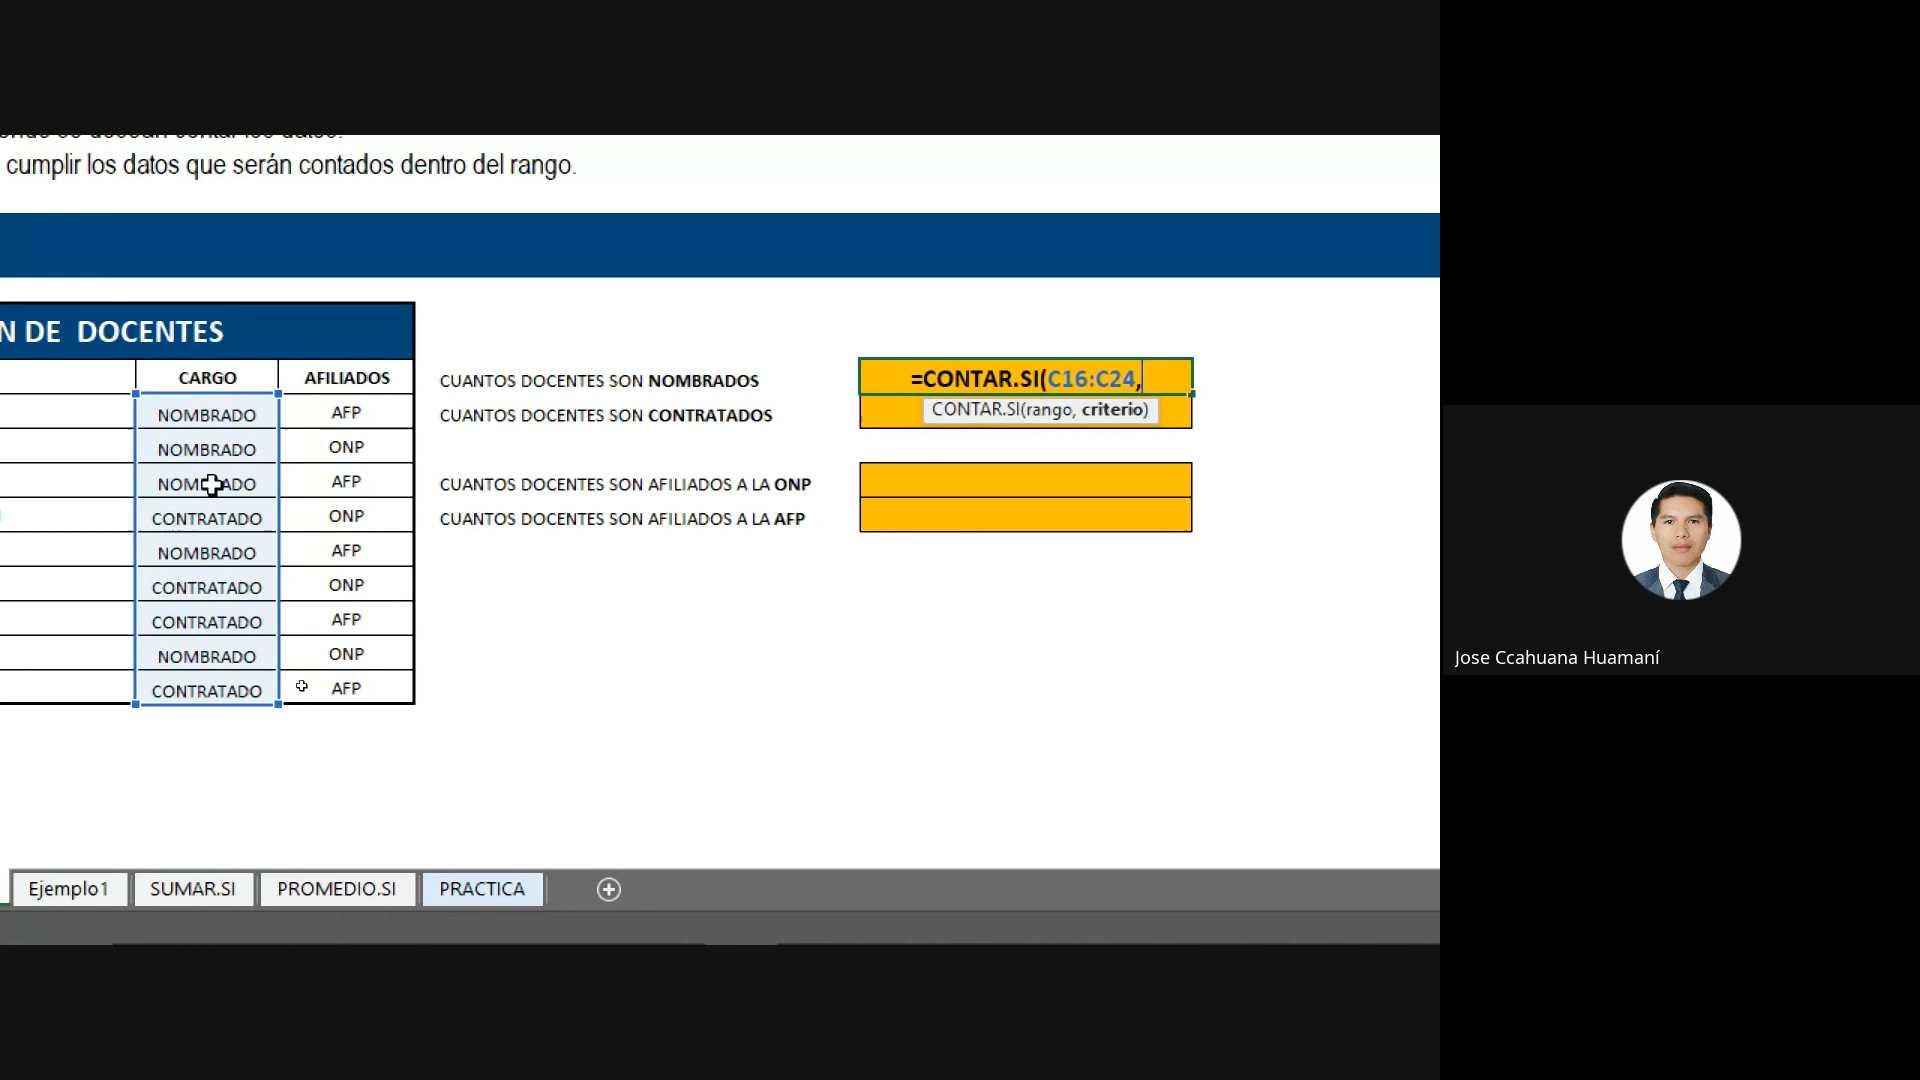 cumplir los datos que serán contados dentro del rango.
N DE DOCENTES
CARGO AFILIADOS
NOMBRADO AFP
NOMBRADO ONP
NOMBRADO AFP
CONTRATADO ONP
NOMBRADO AFP
CONTRATADO ONP
CONTRATADO AFP
NOMBRADO ONP
CONTRATADO AFP
CUANTOS DOCENTES SON NOMBRADOS
=CONTAR.SI(C16:C24,
CUANTOS DOCENTES SON CONTRATADOS
CONTAR.SI(rango, criterio)
CUANTOS DOCENTES SON AFILIADOS A LA ONP
CUANTOS DOCENTES SON AFILIADOS A LA AFP
Ejemplo1 SUMAR.SI PROMEDIO.SI PRACTICA
Jose Ccahuana Huamaní